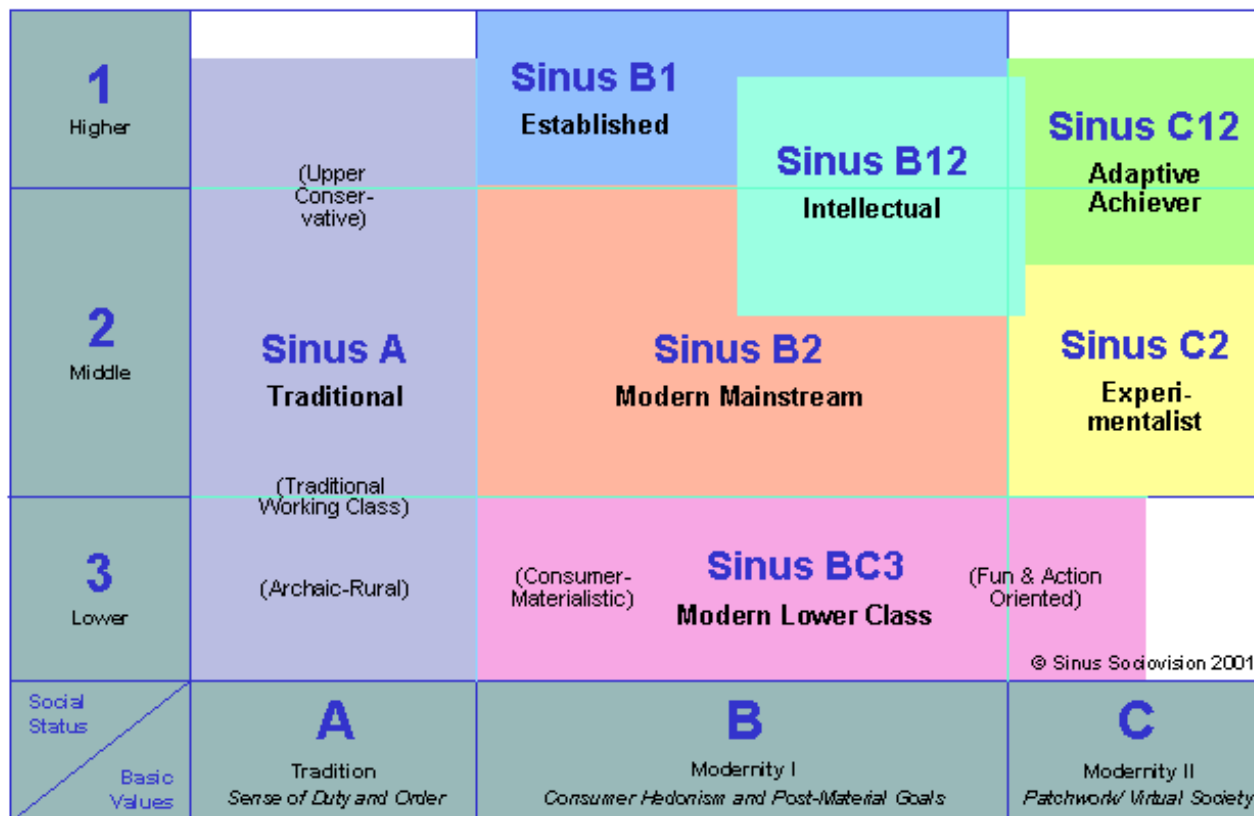 1
Higher
2
Middle
3
Lower
(Upper
Conser-
vative)
Sinus A
Traditional
(Traditional
Working Class)
(Archaic-Rural)
Sinus B1
Established
Sinus B12
Intellectual
Sinus C12
Adaptive
Achiever
Sinus B2
Modern Mainstream
Sinus C2
Experi-
mentalist
(Consumer-
Materialistic)
Sinus BC3
Modern Lower Class
(Fun & Action
Oriented)
© Sinus Sociovision 2001
Social
Status
Basic
Values
A
Tradition
Sense of Duty and Order
B
Modernity I
Consumer Hedonism and Post-Material Goals
C
Modernity II
Patchwork/ Virtual Society